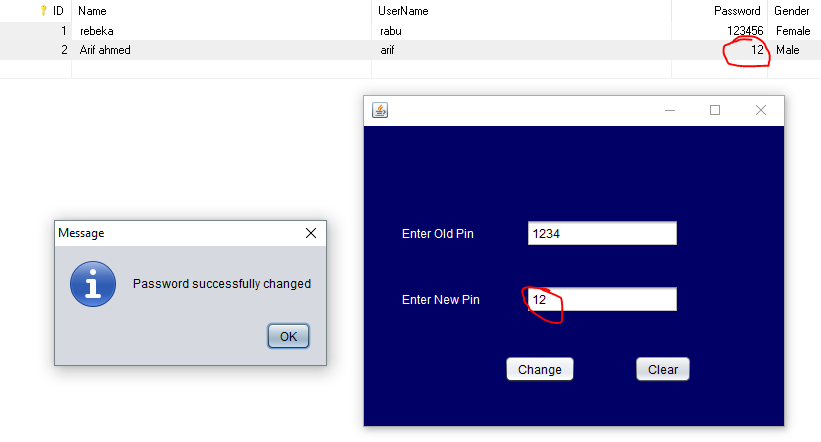 ID Name UserName Password Gender
1 rebeka rabu 123456 Female
2 Arif ahmed arif 12 Male
Message
Password successfully changed
OK
Enter Old Pin 1234
Enter New Pin 12
Change Clear